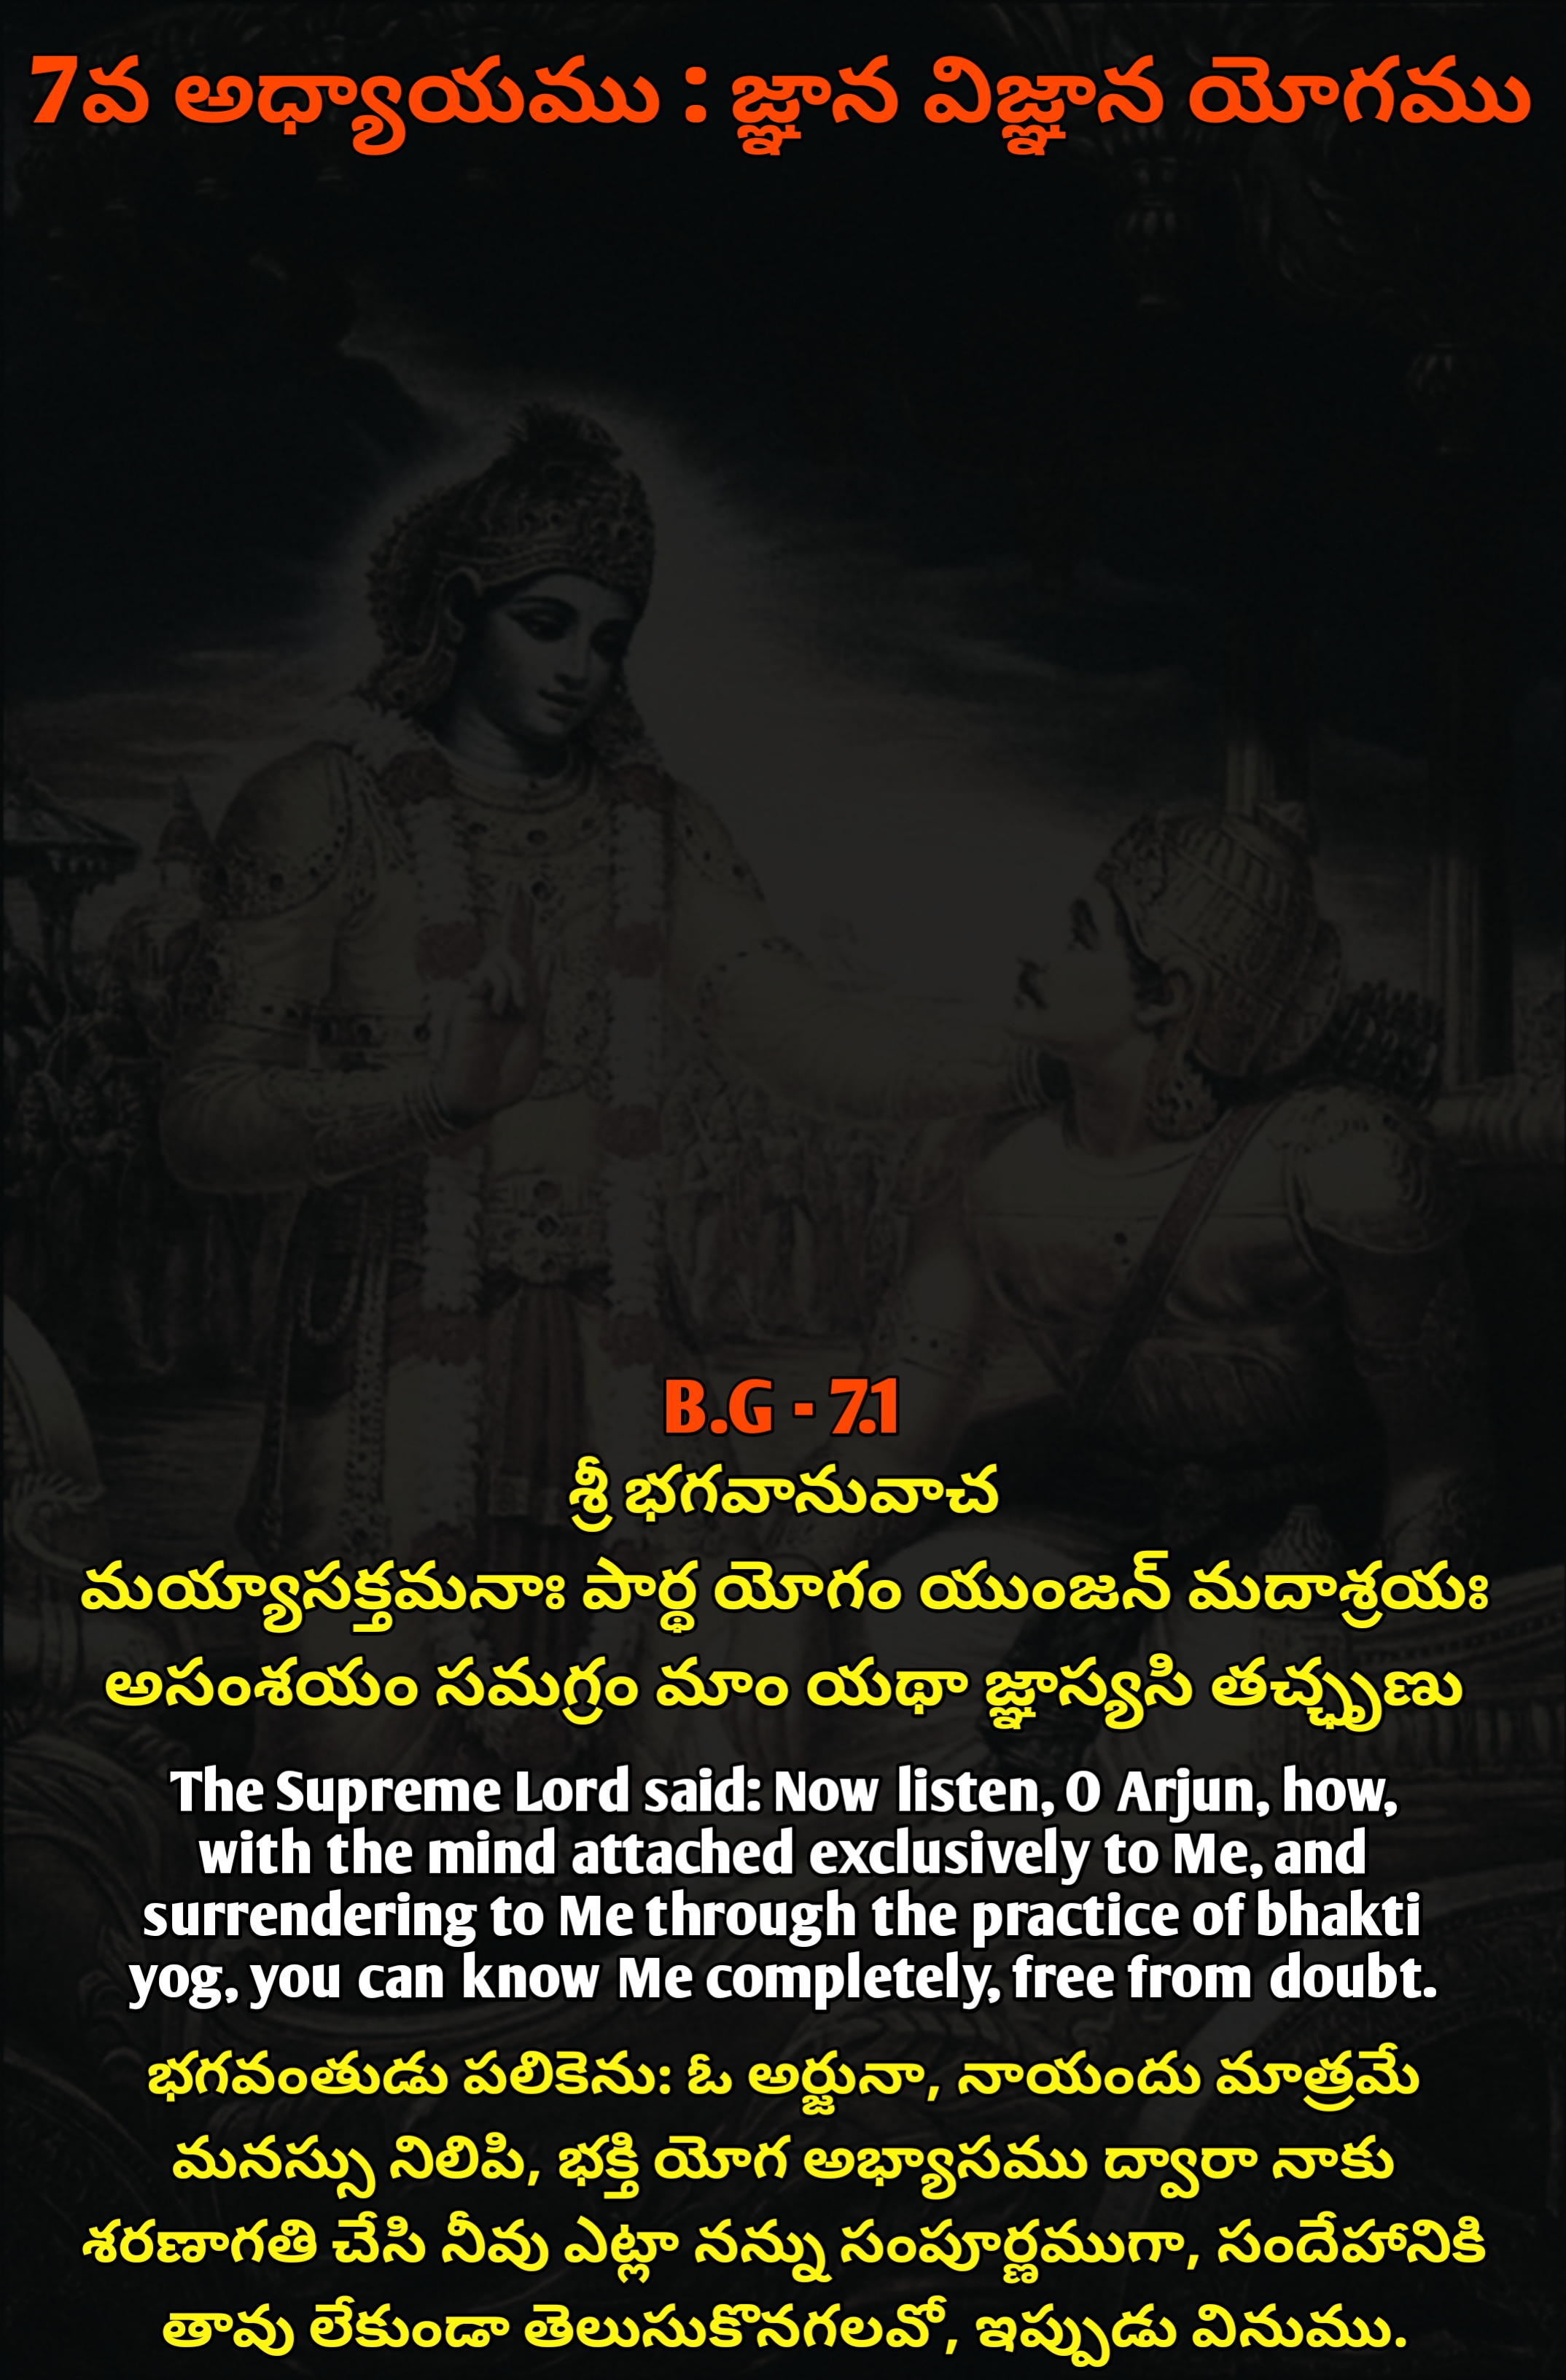 7వ అధ్యాయము : జ్ఞాన విజ్ఞాన యోగము
B.G - 7.1
శ్రీ భగవానువాచ
మయ్యాసక్తమనాః పార్థ యోగం యుంజన్ మదాశ్రయః
అసంశయం సమగ్రం మాం యథా జ్ఞాస్యసి తచ్ఛృణు
The Supreme Lord said: Now listen, O Arjun, how,
with the mind attached exclusively to Me, and
surrendering to Me through the practice of bhakti
yog, you can know Me completely, free from doubt.
భగవంతుడు పలికెను: ఓ అర్జునా, నాయందు మాత్రమే
మనస్సు నిలిపి, భక్తి యోగ అభ్యాసము ద్వారా నాకు
శరణాగతి చేసి నీవు ఎట్లా నన్ను సంపూర్ణముగా, సందేహానికి
తావు లేకుండా తెలుసుకొనగలవో, ఇప్పుడు వినుము.